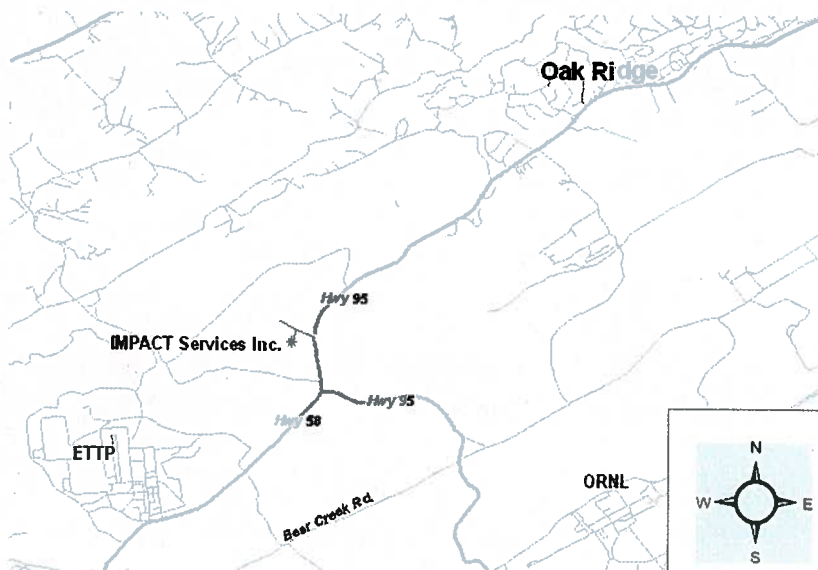 Oak Ridge
Hwy 95
IMPACT Services Inc.
Hwy 95
Hwy 58
ETTP
ORNL
Bear Creek Rd.
N
W
E
S